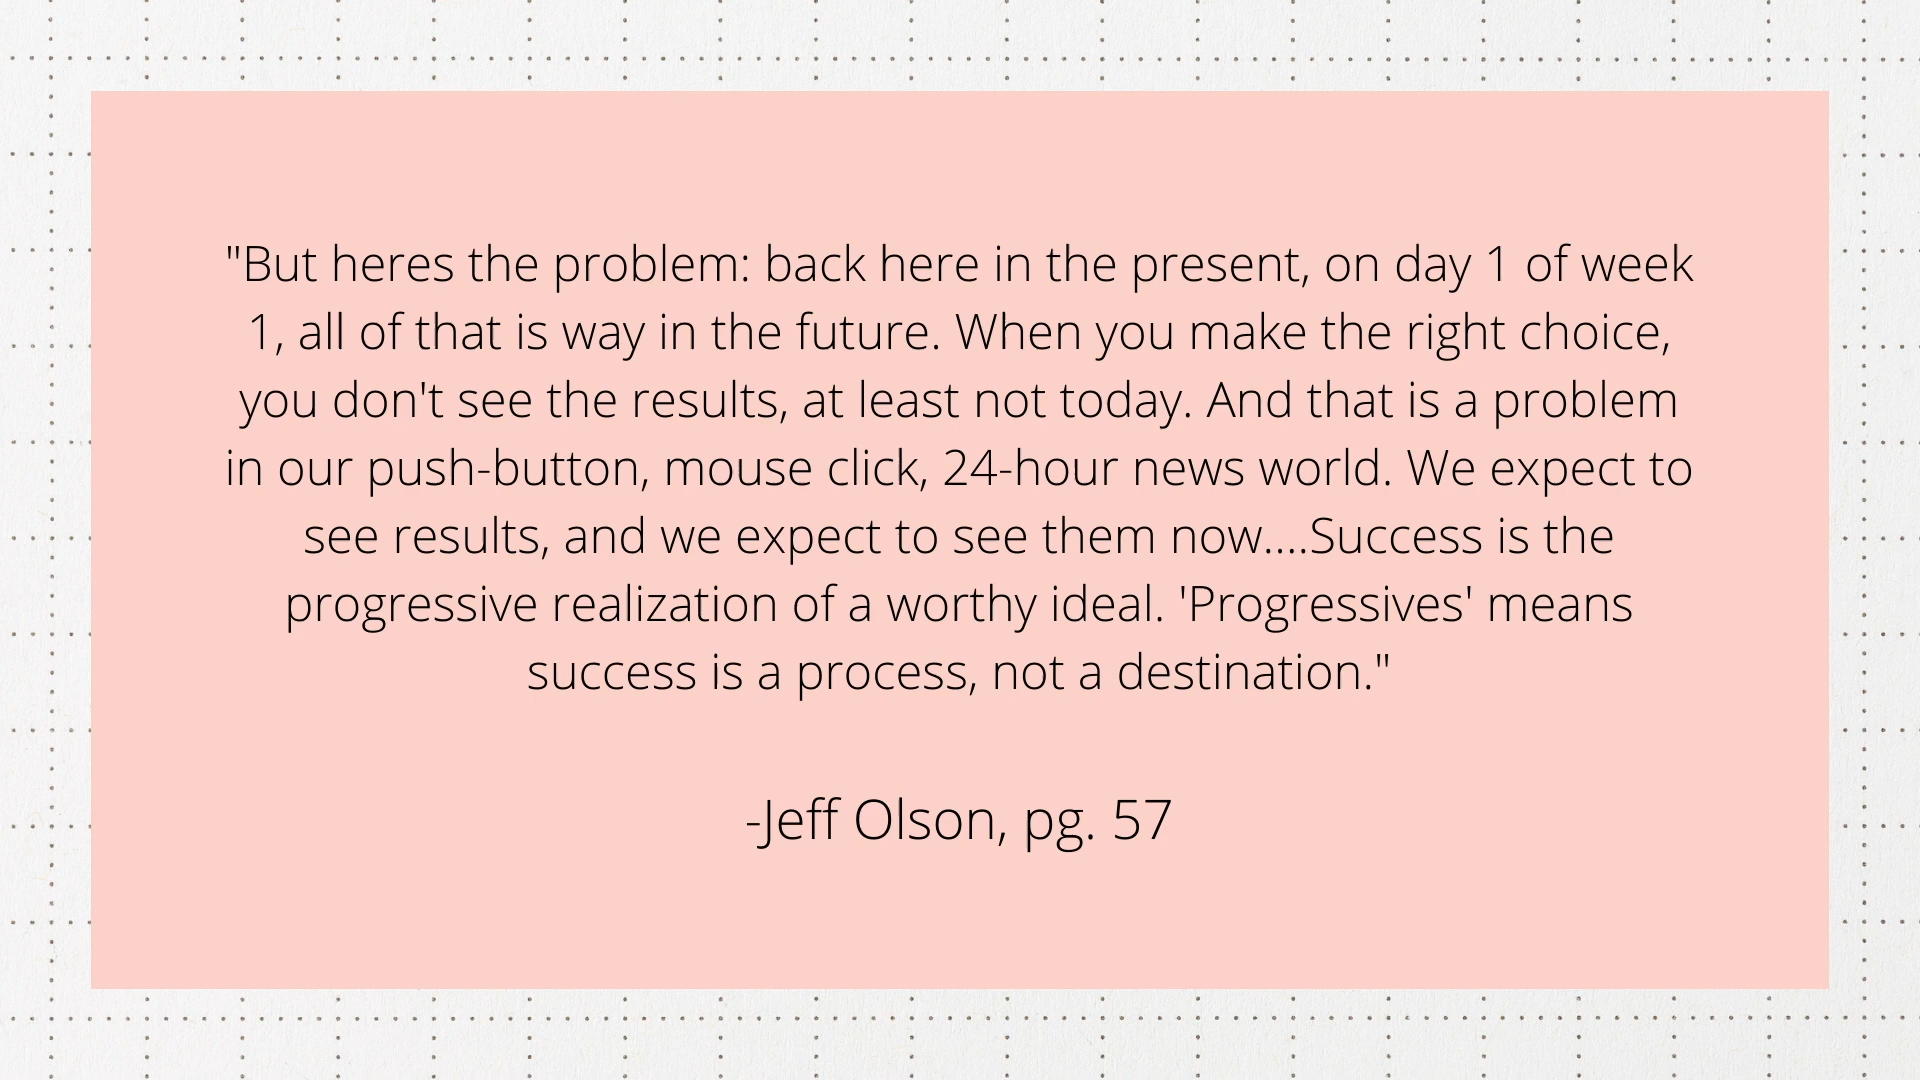 "But heres the problem: back here in the present, on day 1 of week
1, all of that is way in the future. When you make the right choice,
you don't see the results, at least not today. And that is a problem
in our push-button, mouse click, 24-hour news world. We expect to
see results, and we expect to see them now....Success is the
progressive realization of a worthy ideal. 'Progressives' means
success is a process, not a destination."
-Jeff Olson, pg. 57